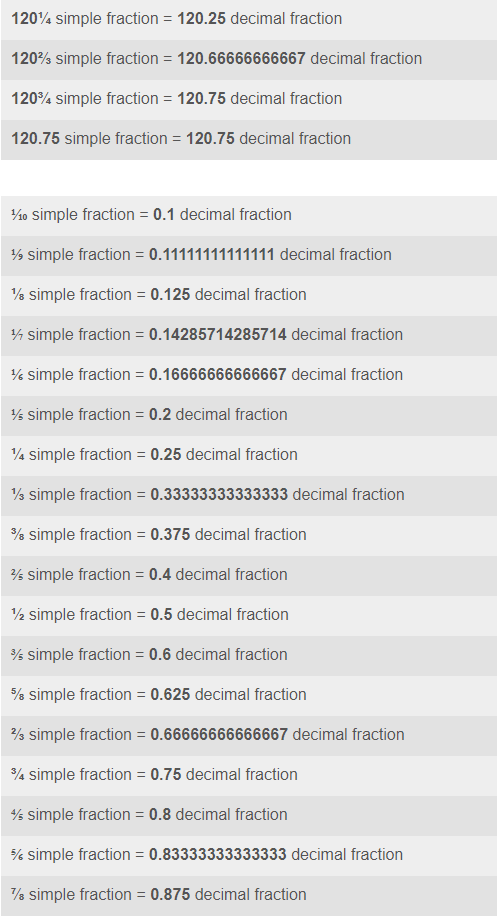 120¼ simple fraction = 120.25 decimal fraction
120⅔ simple fraction = 120.66666666667 decimal fraction
120¾ simple fraction = 120.75 decimal fraction
120.75 simple fraction = 120.75 decimal fraction
⅒ simple fraction = 0.1 decimal fraction
⅑ simple fraction = 0.11111111111111 decimal fraction
⅛ simple fraction = 0.125 decimal fraction
⅐ simple fraction = 0.14285714285714 decimal fraction
⅙ simple fraction = 0.16666666666667 decimal fraction
⅕ simple fraction = 0.2 decimal fraction
¼ simple fraction = 0.25 decimal fraction
⅓ simple fraction = 0.33333333333333 decimal fraction
⅜ simple fraction = 0.375 decimal fraction
⅖ simple fraction = 0.4 decimal fraction
½ simple fraction = 0.5 decimal fraction
⅗ simple fraction = 0.6 decimal fraction
⅝ simple fraction = 0.625 decimal fraction
⅔ simple fraction = 0.66666666666667 decimal fraction
¾ simple fraction = 0.75 decimal fraction
⅘ simple fraction = 0.8 decimal fraction
⅚ simple fraction = 0.83333333333333 decimal fraction
⅞ simple fraction = 0.875 decimal fraction